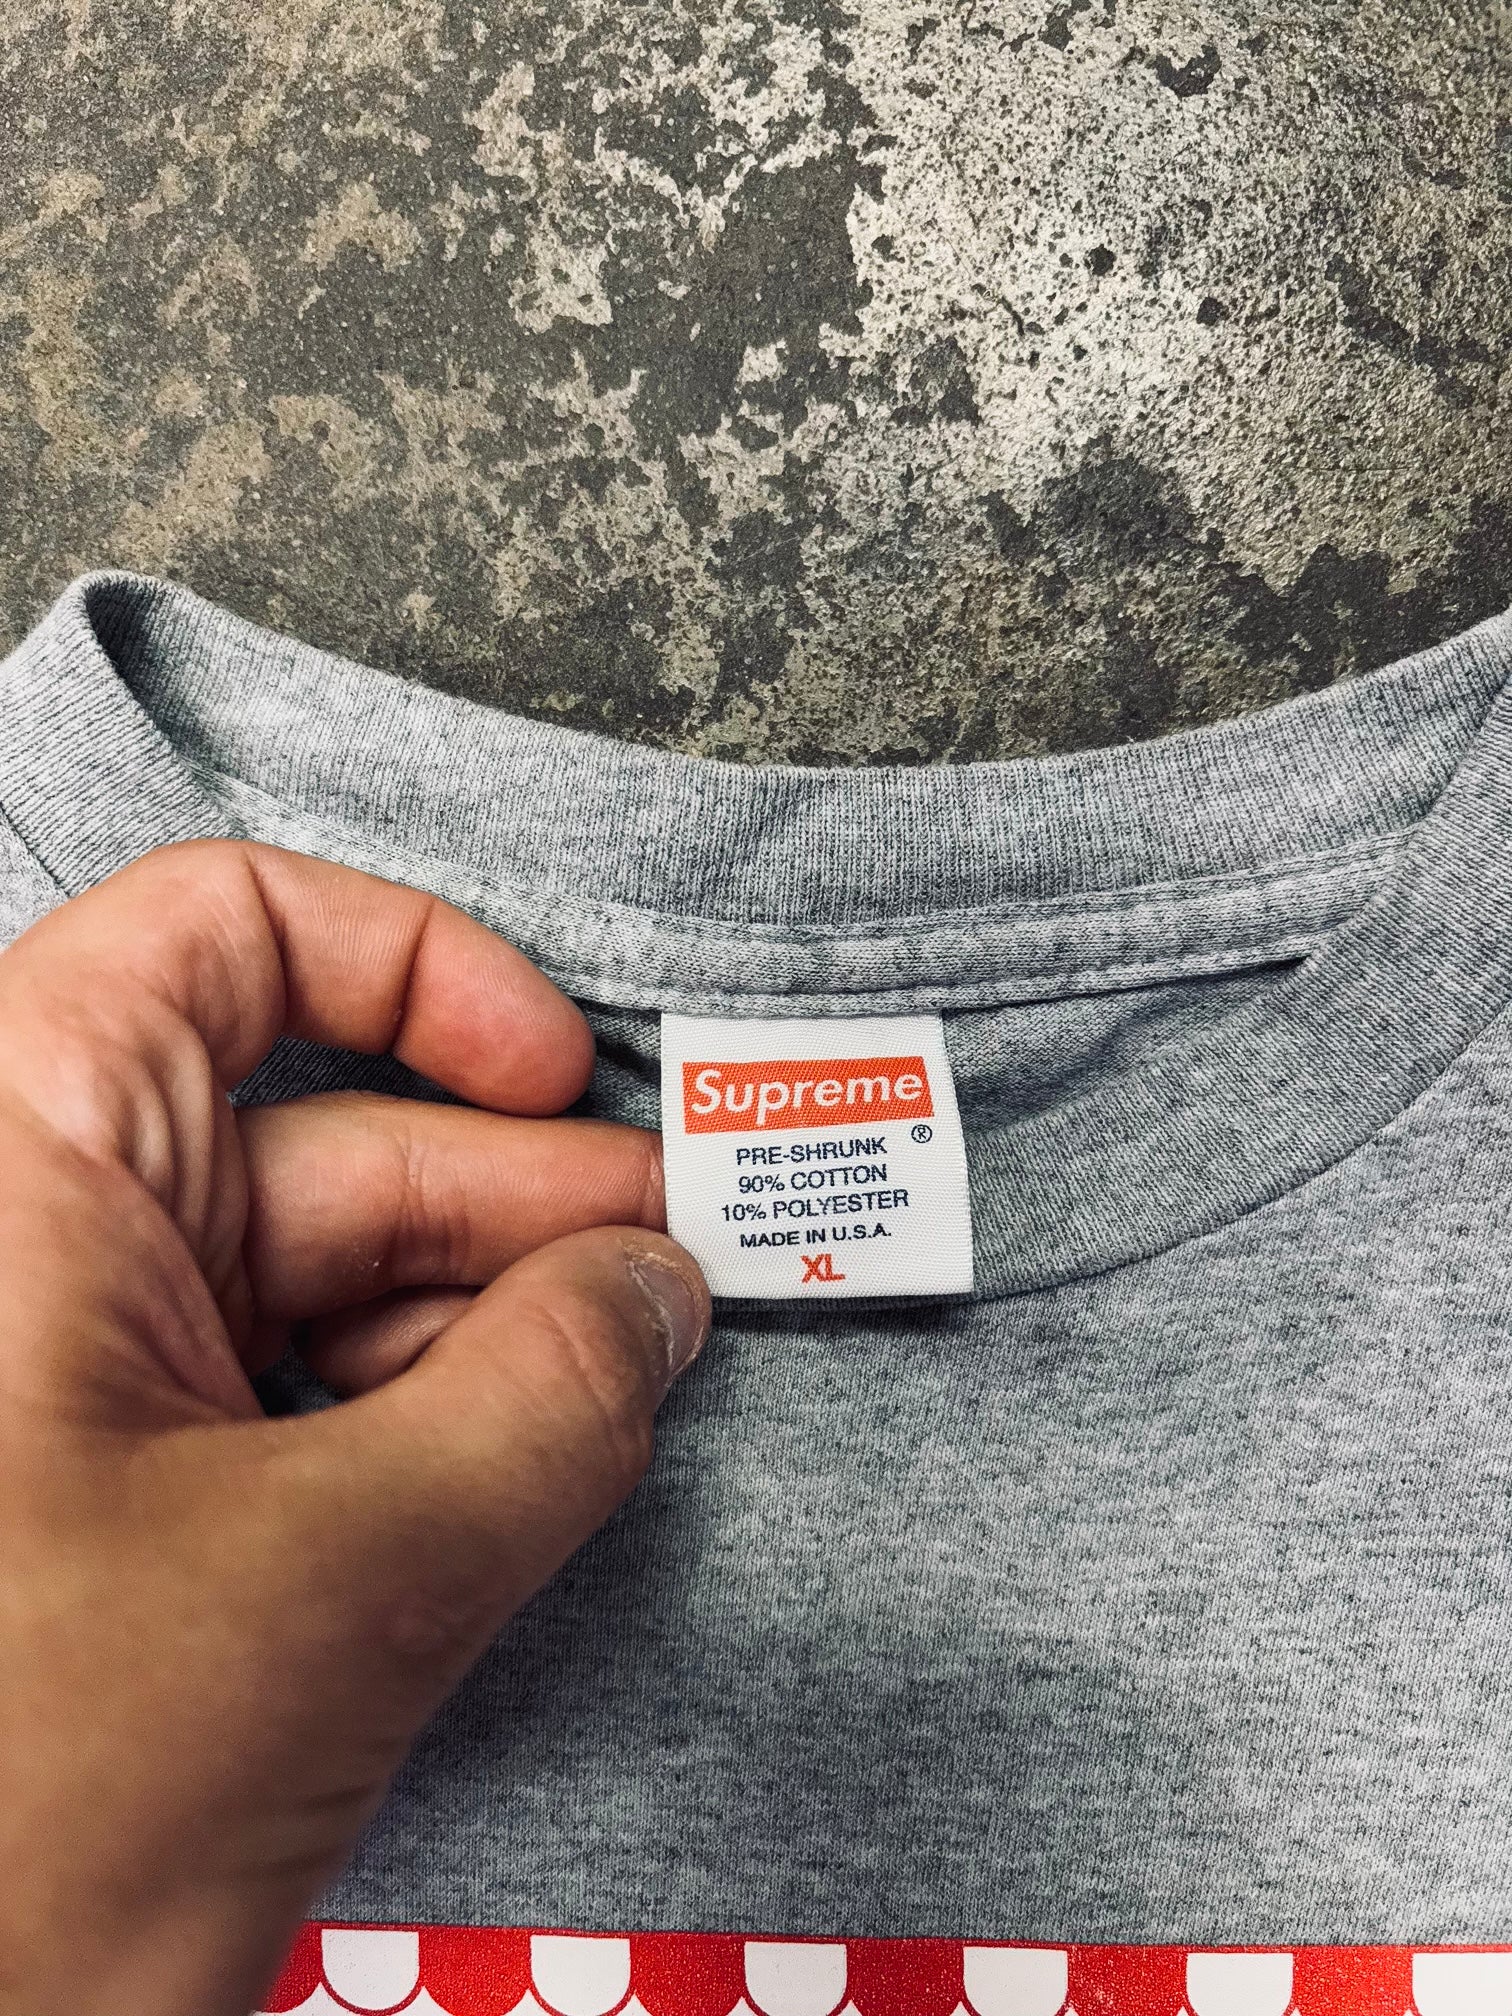 Supreme
®
PRE-SHRUNK
90% COTTON
10% POLYESTER
MADE IN U.S.A.
XL